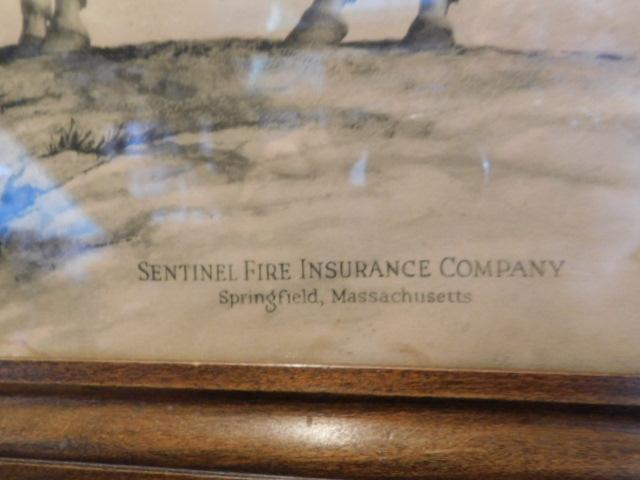 SENTINEL FIRE INSURANCE COMPANY
Springfield, Massachusetts